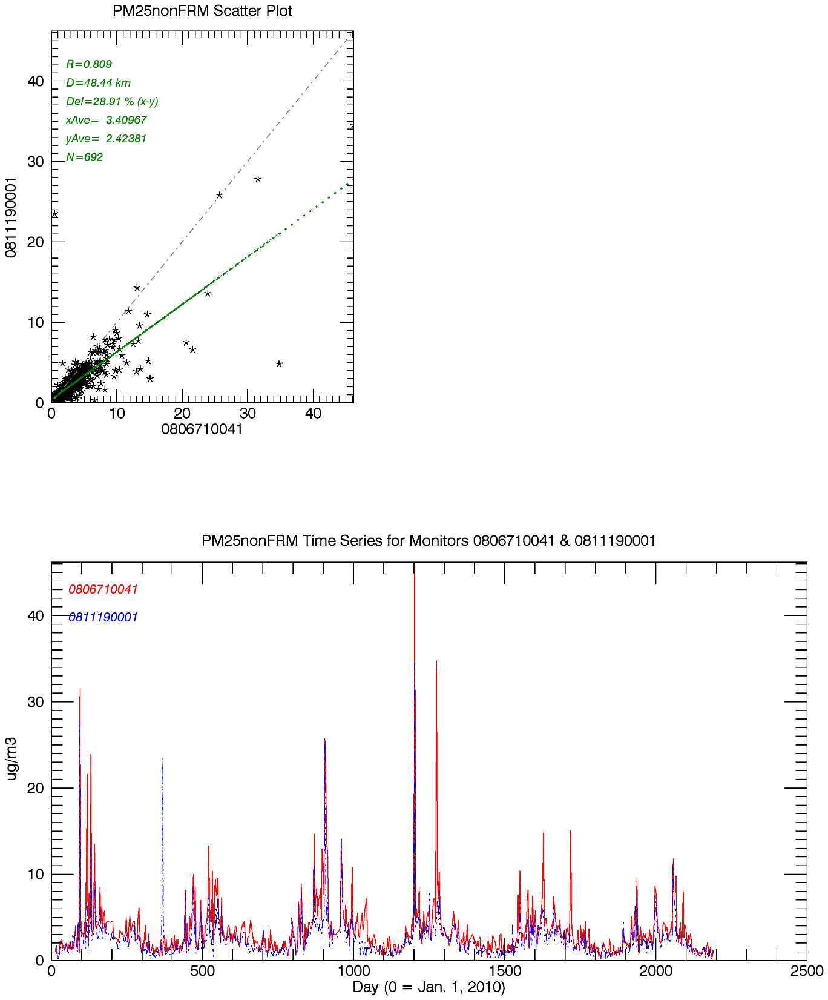 PM25nonFRM Scatter Plot
R=0.809
D=48.44 km
Del=28.91 % (x-y)
xAve= 3.40967
yAve= 2.42381
N=692
40
30
20
10
0
0811190001
0 10 20 30 40
0806710041
PM25nonFRM Time Series for Monitors 0806710041 & 0811190001
0806710041
0811190001
40
30
20
10
0
ug/m3
0 500 1000 1500 2000 2500
Day (0 = Jan. 1, 2010)